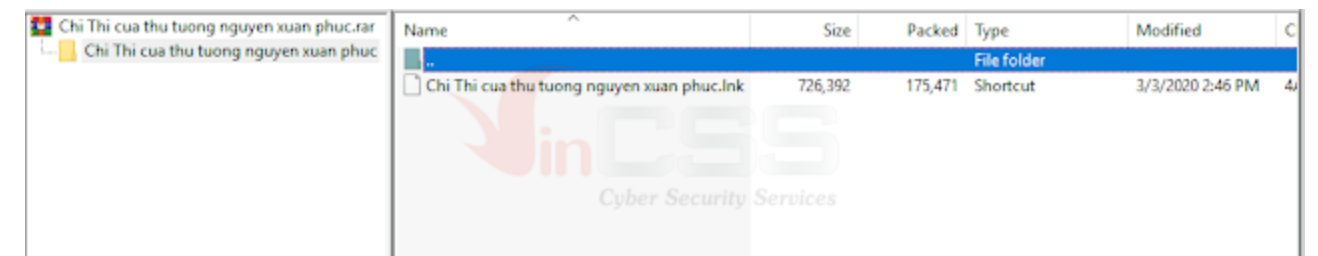 Chi Thi cua thu tuong nguyen xuan phuc.rar
Chi Thi cua thu tuong nguyen xuan phuc
Name Size Packed Type Modified C
.. File folder
Chi Thi cua thu tuong nguyen xuan phuc.lnk 726,392 175,471 Shortcut 3/3/2020 2:46 PM 4/
inCSS
Cyber Security Services